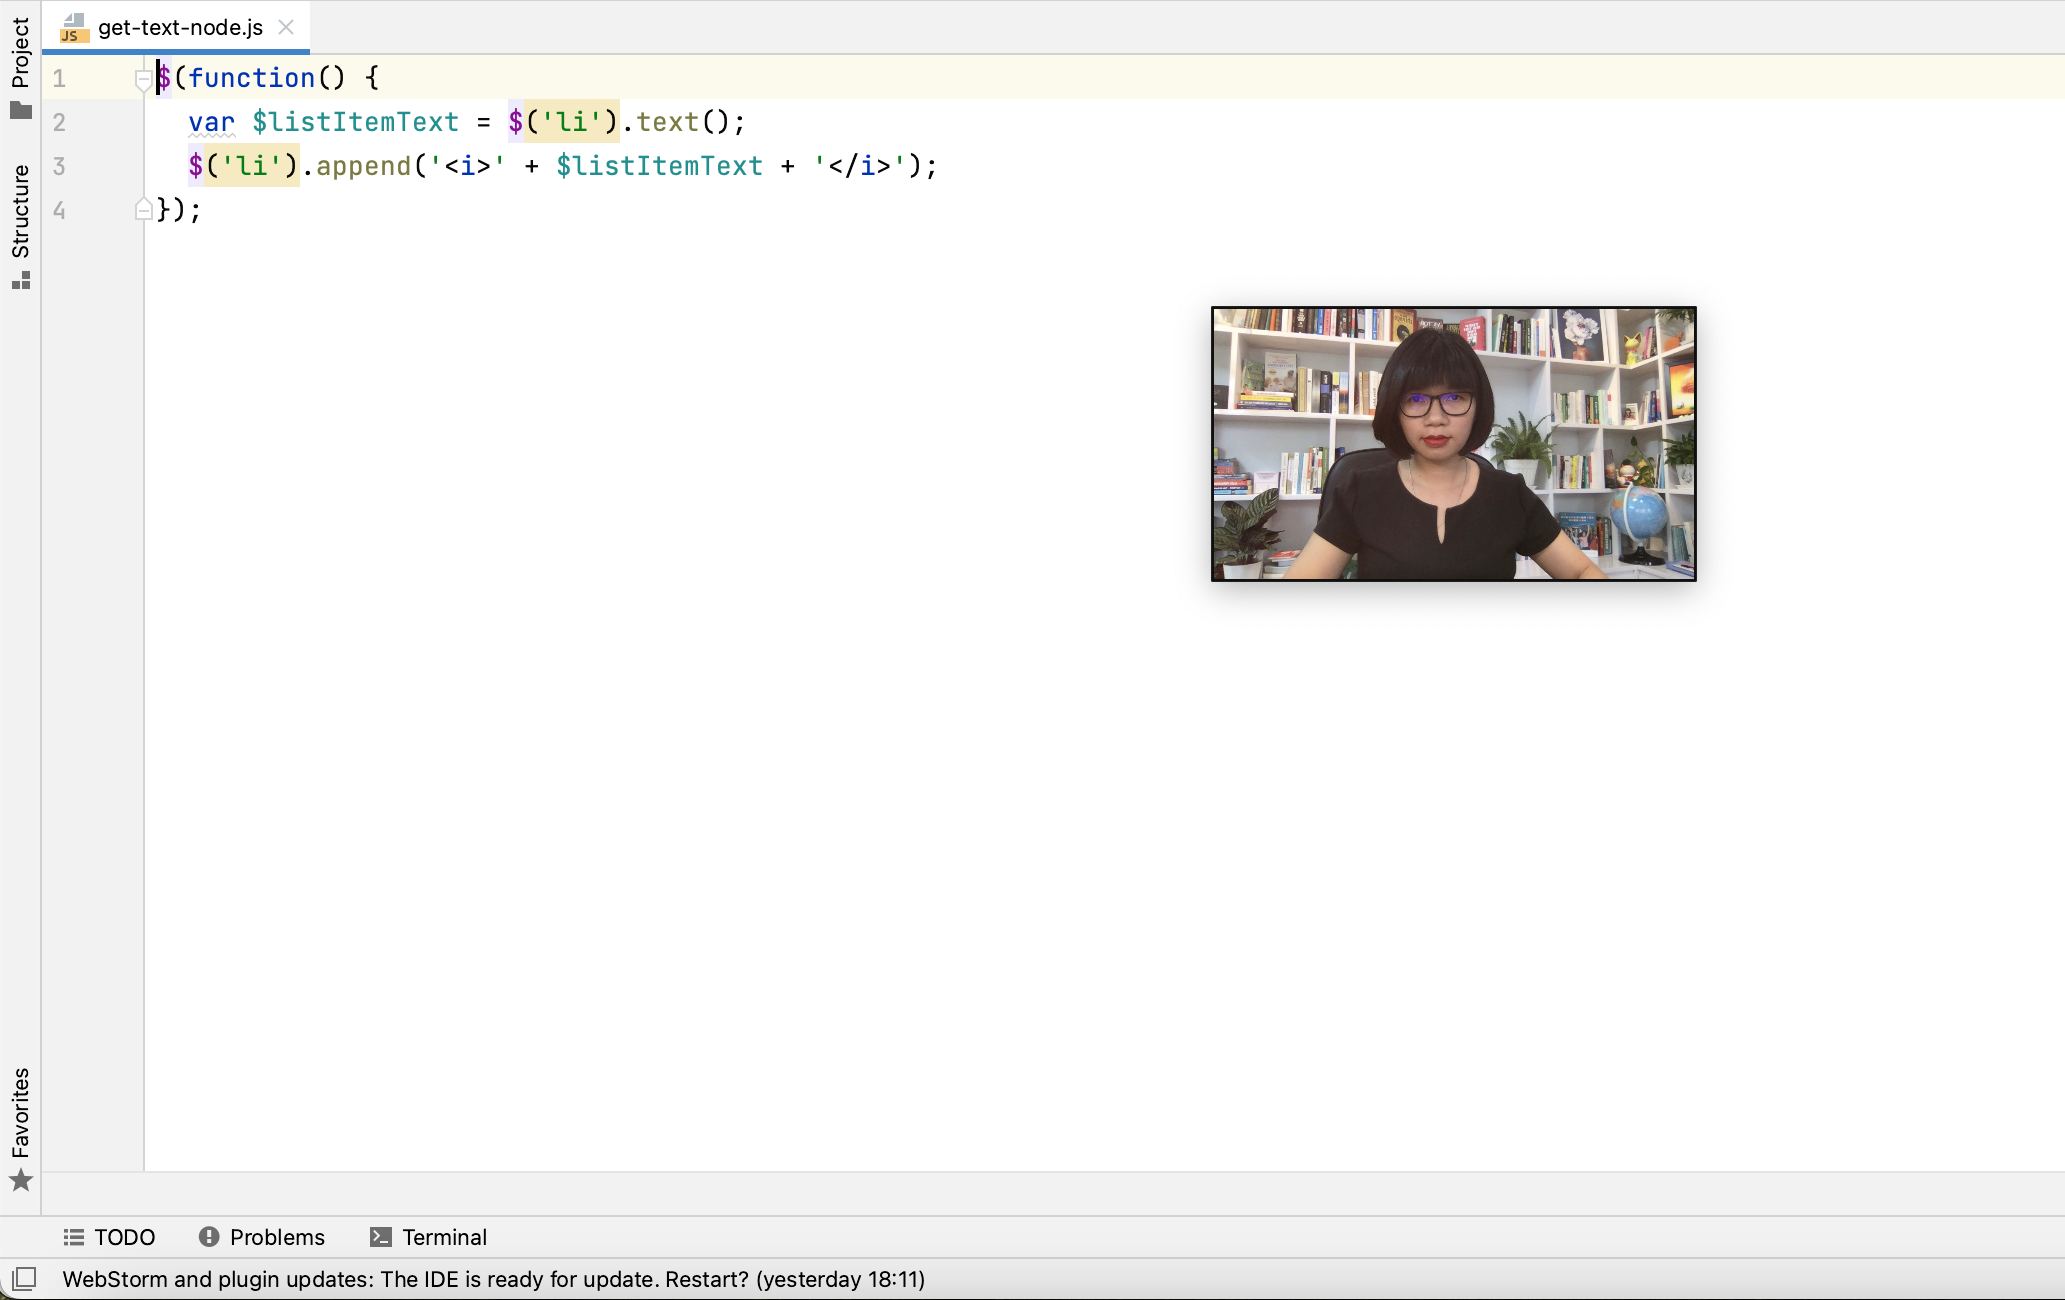 Project
Structure
Favorites
JS get-text-node.js
1 $(function() {
2   var $listItemText = $('li').text();
3   $('li').append('<i>' + $listItemText + '</i>');
4 });
TODO Problems Terminal
WebStorm and plugin updates: The IDE is ready for update. Restart? (yesterday 18:11)